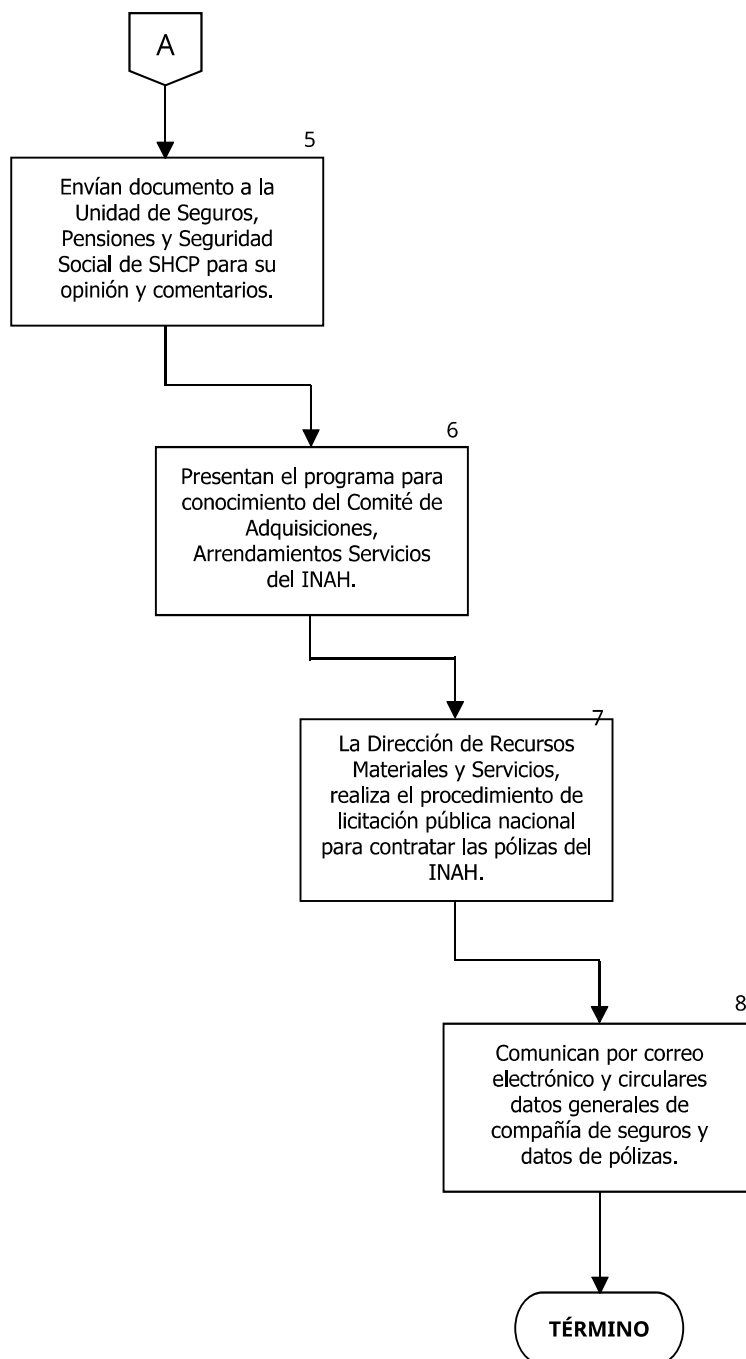 A
5
Envían documento a la
Unidad de Seguros,
Pensiones y Seguridad
Social de SHCP para su
opinión y comentarios.
6
Presentan el programa para
conocimiento del Comité de
Adquisiciones,
Arrendamientos Servicios
del INAH.
7
La Dirección de Recursos
Materiales y Servicios,
realiza el procedimiento de
licitación pública nacional
para contratar las pólizas del
INAH.
8
Comunican por correo
electrónico y circulares
datos generales de
compañía de seguros y
datos de pólizas.
TÉRMINO